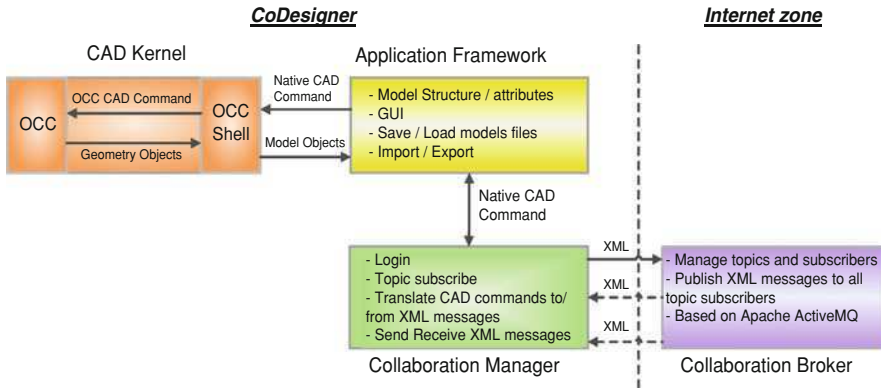 CoDesigner
Internet zone
CAD Kernel
Application Framework
OCC
OCC CAD Command
Geometry Objects
OCC
Shell
Native CAD
Command
Model Objects
- Model Structure / attributes
- GUI
- Save / Load models files
- Import / Export
Native CAD
Command
- Login
- Topic subscribe
- Translate CAD commands to/
from XML messages
- Send Receive XML messages
Collaboration Manager
XML
XML
XML
- Manage topics and subscribers
- Publish XML messages to all
topic subscribers
- Based on Apache ActiveMQ
Collaboration Broker